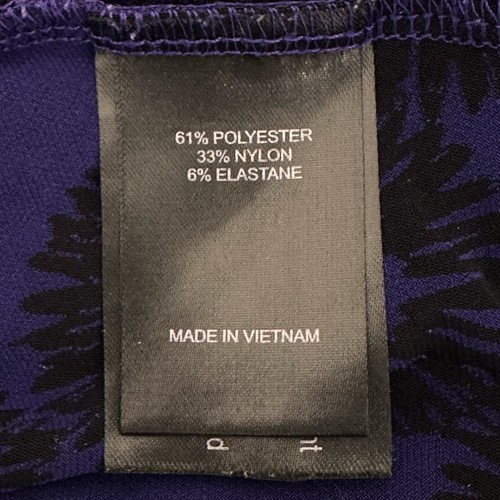 61% POLYESTER
33% NYLON
6% ELASTANE
MADE IN VIETNAM